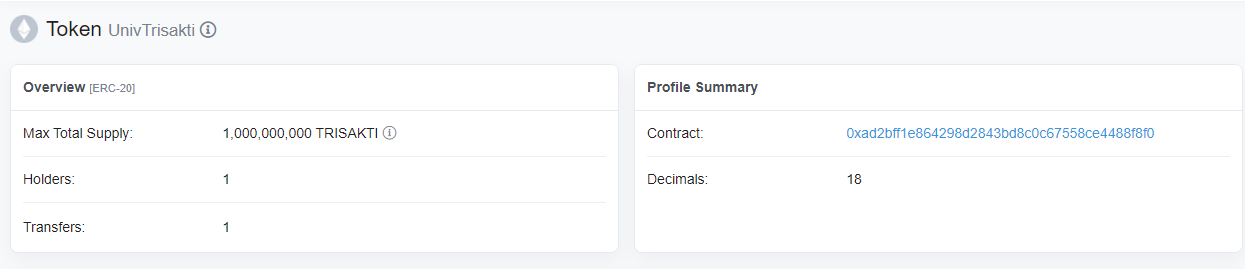 Token UnivTrisakti
Overview [ERC-20]
Max Total Supply: 1,000,000,000 TRISAKTI
Holders: 1
Transfers: 1
Profile Summary
Contract: 0xad2bff1e864298d2843bd8c0c67558ce4488f8f0
Decimals: 18